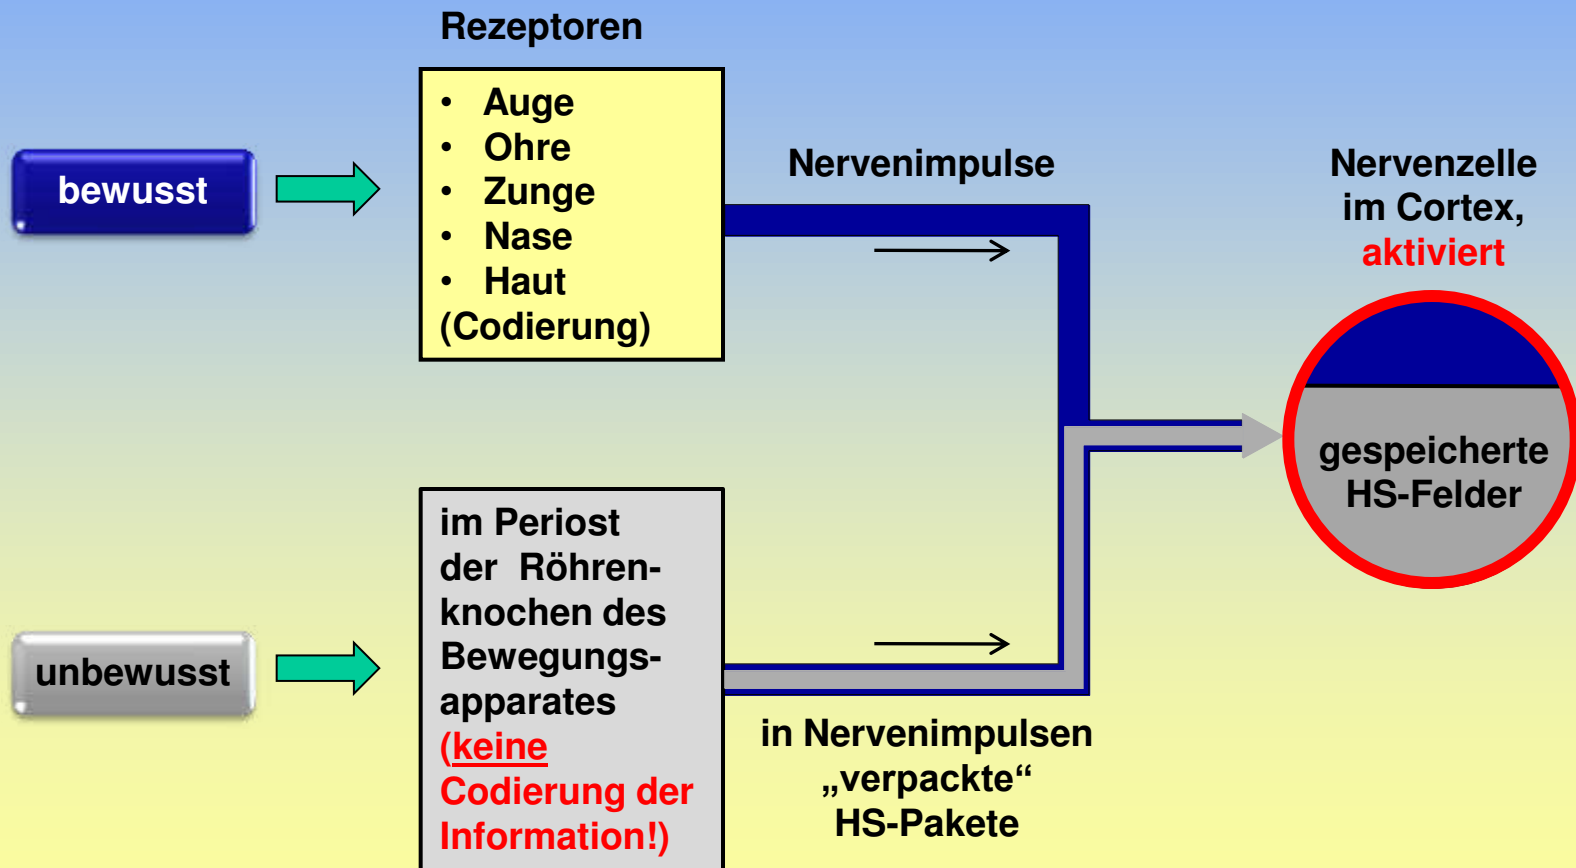 Rezeptoren
bewusst
• Auge
• Ohre
• Zunge
• Nase
• Haut
(Codierung)
Nervenimpulse
Nervenzelle
im Cortex,
aktiviert
gespeicherte
HS-Felder
unbewusst
im Periost
der Röhren-
knochen des
Bewegungs-
apparates
(keine
Codierung der
Information!)
in Nervenimpulsen
„verpackte“
HS-Pakete